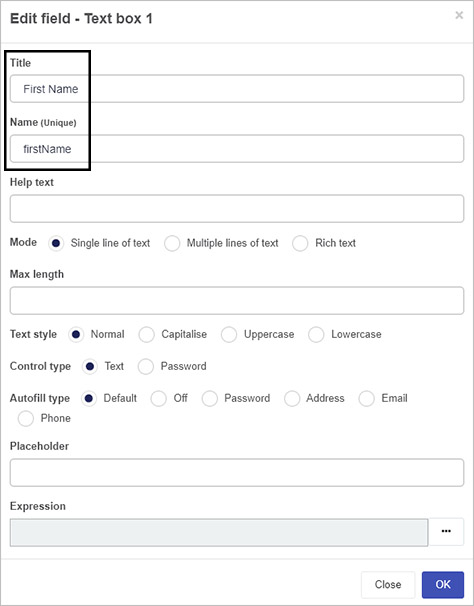 Edit field - Text box 1 ×
Title
First Name
Name (Unique)
firstName
Help text
Mode Single line of text Multiple lines of text Rich text
Max length
Text style Normal Capitalise Uppercase Lowercase
Control type Text Password
Autofill type Default Off Password Address Email
Phone
Placeholder
Expression
•••
Close OK